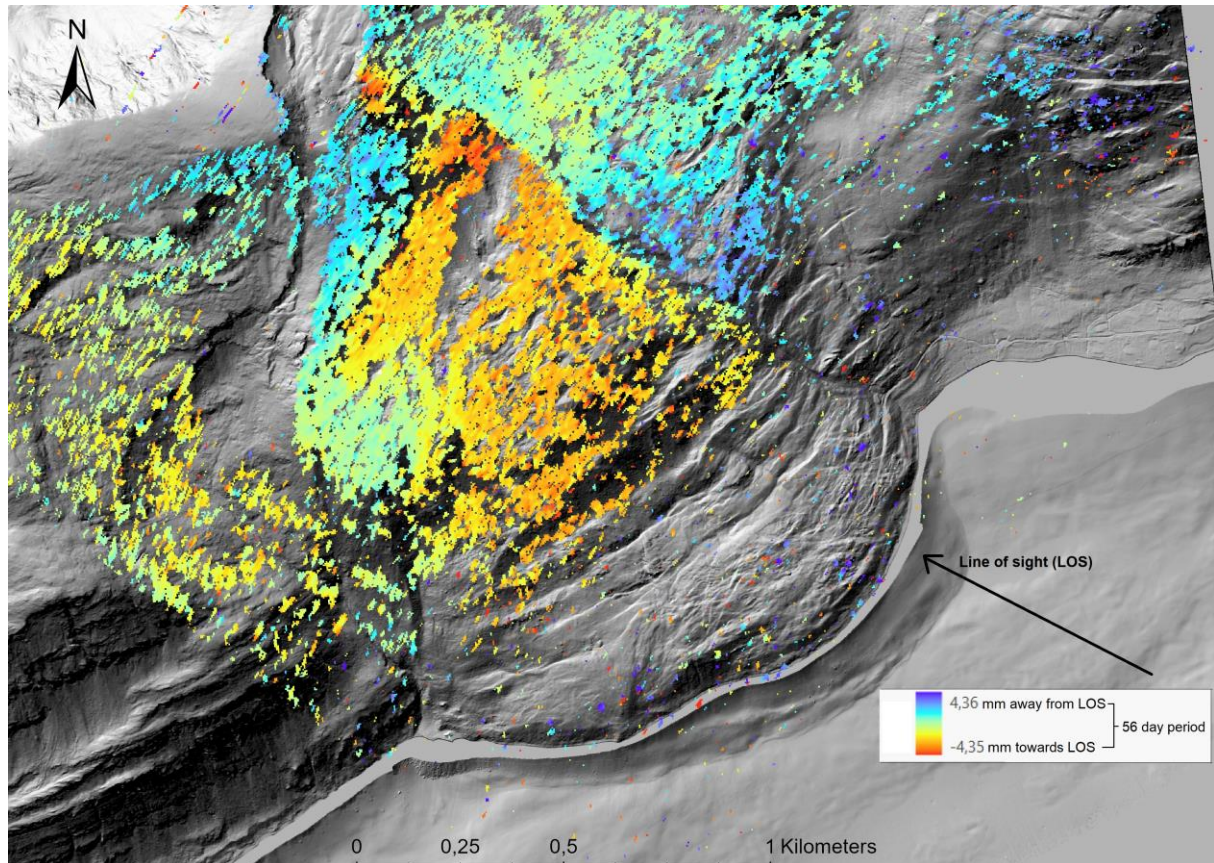 N
Line of sight (LOS)
4,36 mm away from LOS
56 day period
-4,35 mm towards LOS
0 0,25 0,5 1 Kilometers